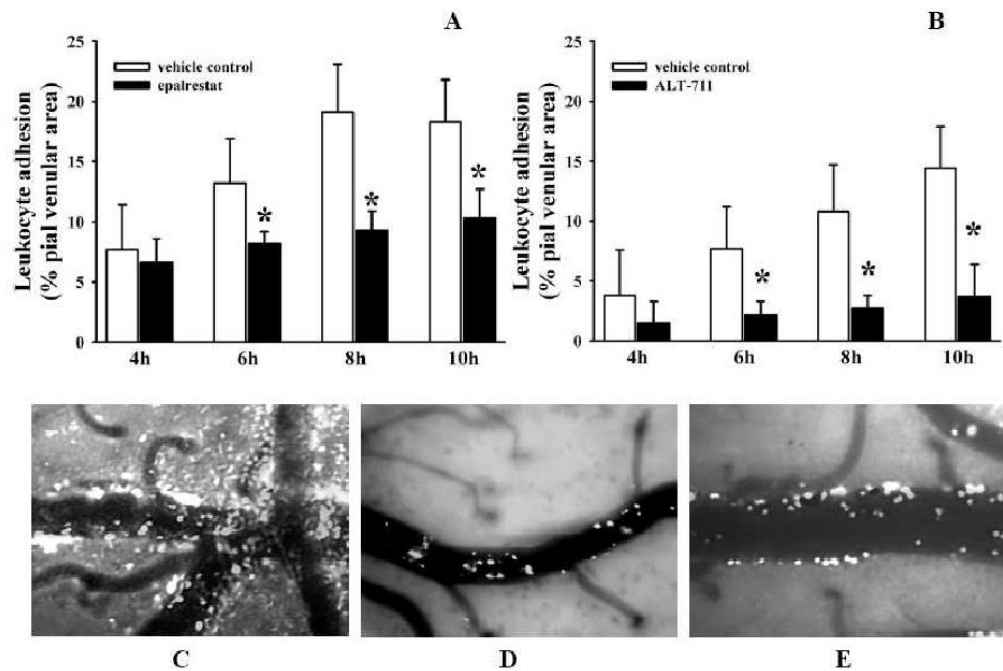 A
25
20
15
10
5
0
Leukocyte adhesion
(% pial venular area)
vehicle control
epalrestat
*
*
*
4h 6h 8h 10h
B
25
20
15
10
5
0
Leukocyte adhesion
(% pial venular area)
vehicle control
ALT-711
*
*
*
4h 6h 8h 10h
C D E